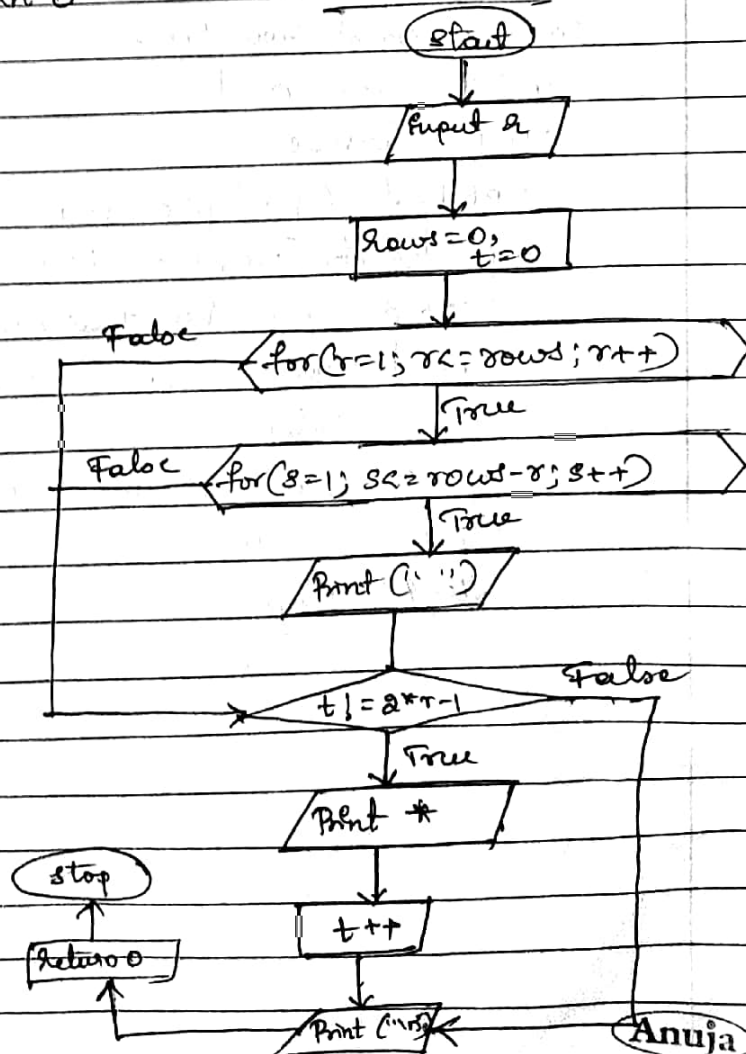 start
input r
rows=0,
t=0
False
for(r=1; r<=rows; r++)
True
False
for(s=1; s<=rows-r; s++)
True
Print (" ")
False
t!=2*r-1
True
Print *
stop
t++
return 0
Print ("\n")
Anuja